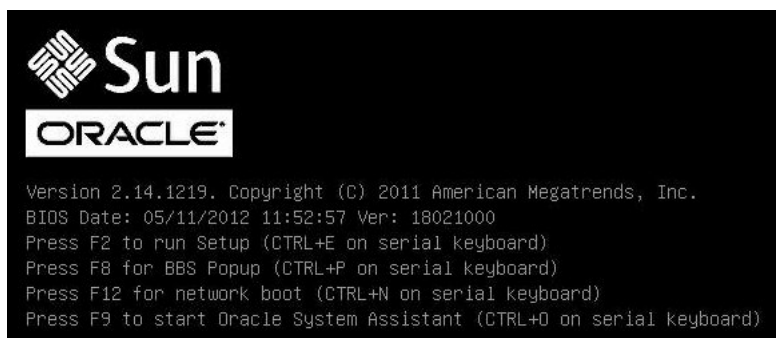 Sun
ORACLE
Version 2.14.1219. Copyright (C) 2011 American Megatrends, Inc.
BIOS Date: 05/11/2012 11:52:57 Ver: 18021000
Press F2 to run Setup (CTRL+E on serial keyboard)
Press F8 for BBS Popup (CTRL+P on serial keyboard)
Press F12 for network boot (CTRL+N on serial keyboard)
Press F9 to start Oracle System Assistant (CTRL+O on serial keyboard)